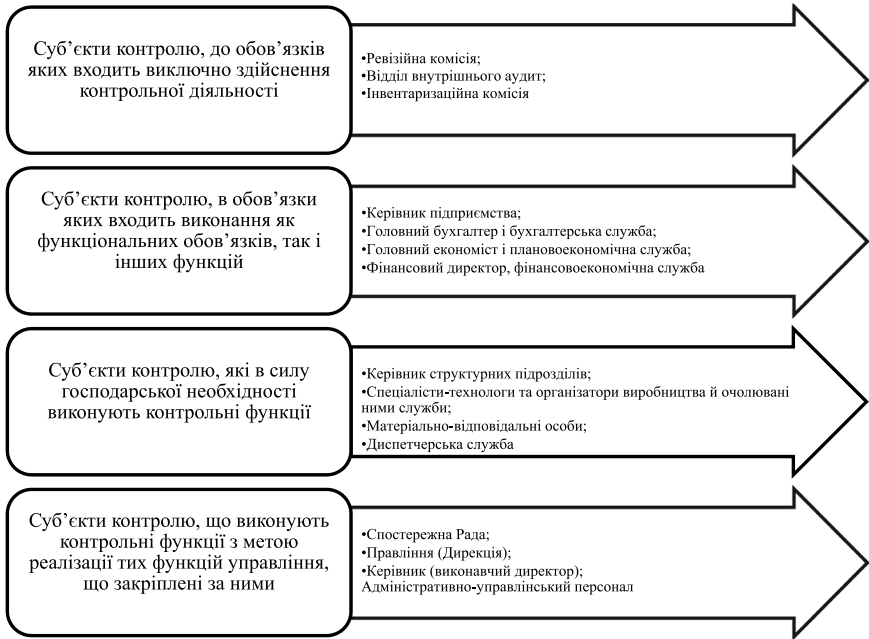 Суб’єкти контролю, до обов’язків
яких входить виключно здійснення
контрольної діяльності
•Ревізійна комісія;
•Відділ внутрішнього аудит;
•Інвентаризаційна комісія
Суб’єкти контролю, в обов’язки
яких входить виконання як
функціональних обов’язків, так і
інших функцій
•Керівник підприємства;
•Головний бухгалтер і бухгалтерська служба;
•Головний економіст і плановоекономічна служба;
•Фінансовий директор, фінансовоекономічна служба
Суб’єкти контролю, які в силу
господарської необхідності
виконують контрольні функції
•Керівник структурних підрозділів;
•Спеціалісти-технологи та організатори виробництва й очолювані
ними служби;
•Матеріально-відповідальні особи;
•Диспетчерська служба
Суб’єкти контролю, що виконують
контрольні функції з метою
реалізації тих функцій управління,
що закріплені за ними
•Спостережна Рада;
•Правління (Дирекція);
•Керівник (виконавчий директор);
Адміністративно-управлінський персонал